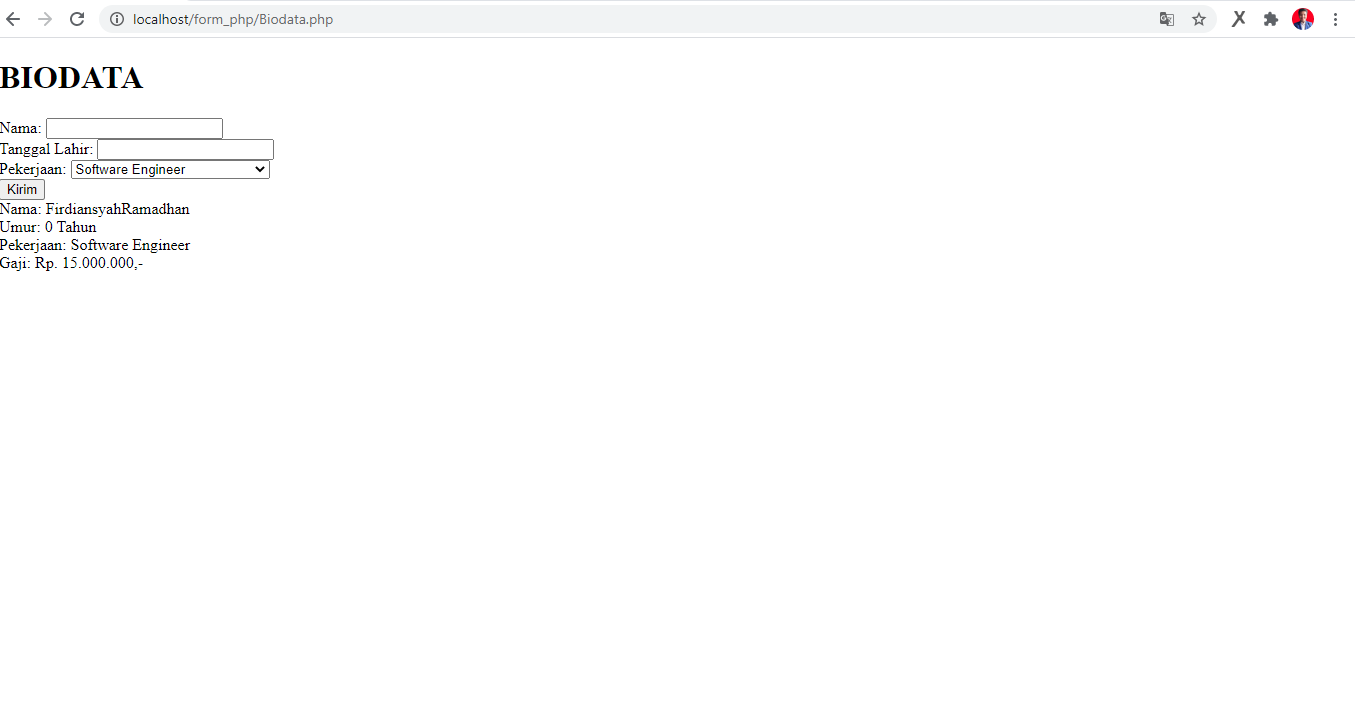 localhost/form_php/Biodata.php
BIODATA
Nama:
Tanggal Lahir:
Pekerjaan: Software Engineer
Kirim
Nama: FirdiansyahRamadhan
Umur: 0 Tahun
Pekerjaan: Software Engineer
Gaji: Rp. 15.000.000,-